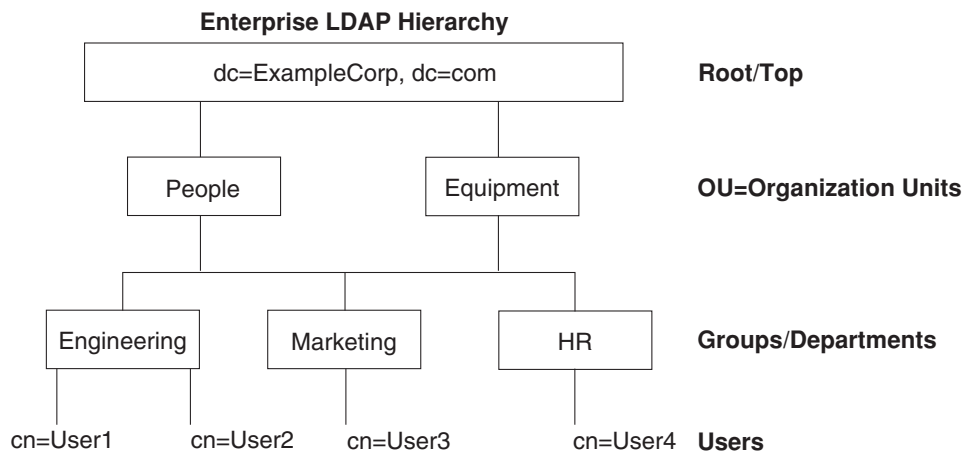 Enterprise LDAP Hierarchy
dc=ExampleCorp, dc=com
Root/Top
People
Equipment
OU=Organization Units
Engineering
Marketing
HR
Groups/Departments
cn=User1
cn=User2
cn=User3
cn=User4
Users